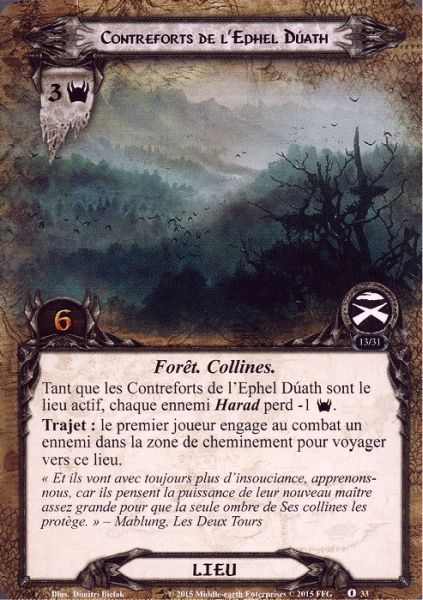 Contreforts de l'Ephel Dúath
3
6
13/31
Forêt. Collines.
Tant que les Contreforts de l'Ephel Dúath sont le
lieu actif, chaque ennemi Harad perd -1 .
Trajet : le premier joueur engage au combat un
ennemi dans la zone de cheminement pour voyager
vers ce lieu.
« Et ils vont avec toujours plus d'insouciance, apprenons-
nous, car ils pensent la puissance de leur nouveau maître
assez grande pour que la seule ombre de Ses collines les
protège. » – Mablung, Les Deux Tours
LIEU
Illus. Dimitri Bielak
© 2015 Middle-earth Enterprises © 2015 FFG
33